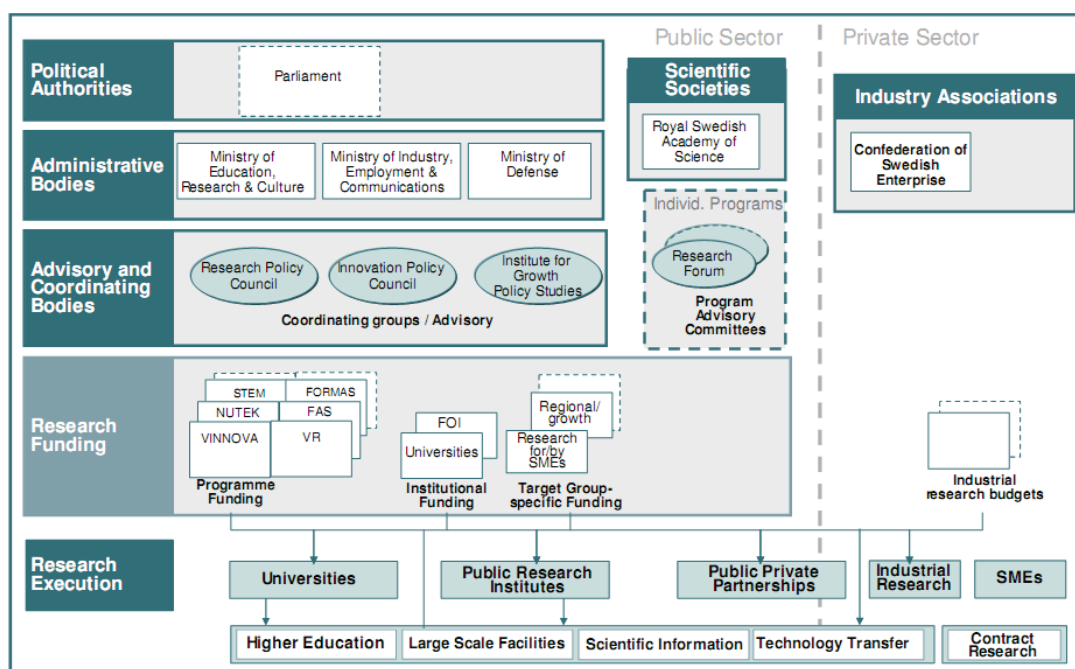 Public Sector
Private Sector
Political
Authorities
Parliament
Scientific
Societies
Royal Swedish
Academy of
Science
Industry Associations
Confederation of
Swedish
Enterprise
Administrative
Bodies
Ministry of
Education,
Research & Culture
Ministry of Industry,
Employment &
Communications
Ministry of
Defense
Individ. Programs
Research
Forum
Program
Advisory
Committees
Advisory and
Coordinating
Bodies
Research Policy
Council
Innovation Policy
Council
Institute for
Growth
Policy Studies
Coordinating groups / Advisory
Research
Funding
STEM
FORMAS
NUTEK
FAS
VINNOVA
VR
Programme
Funding
FOI
Universities
Institutional
Funding
Regional/
growth
Research
for/by
SMEs
Target Group-
specific Funding
Industrial
research budgets
Research
Execution
Universities
Public Research
Institutes
Public Private
Partnerships
Industrial
Research
SMEs
Higher Education
Large Scale Facilities
Scientific Information
Technology Transfer
Contract
Research